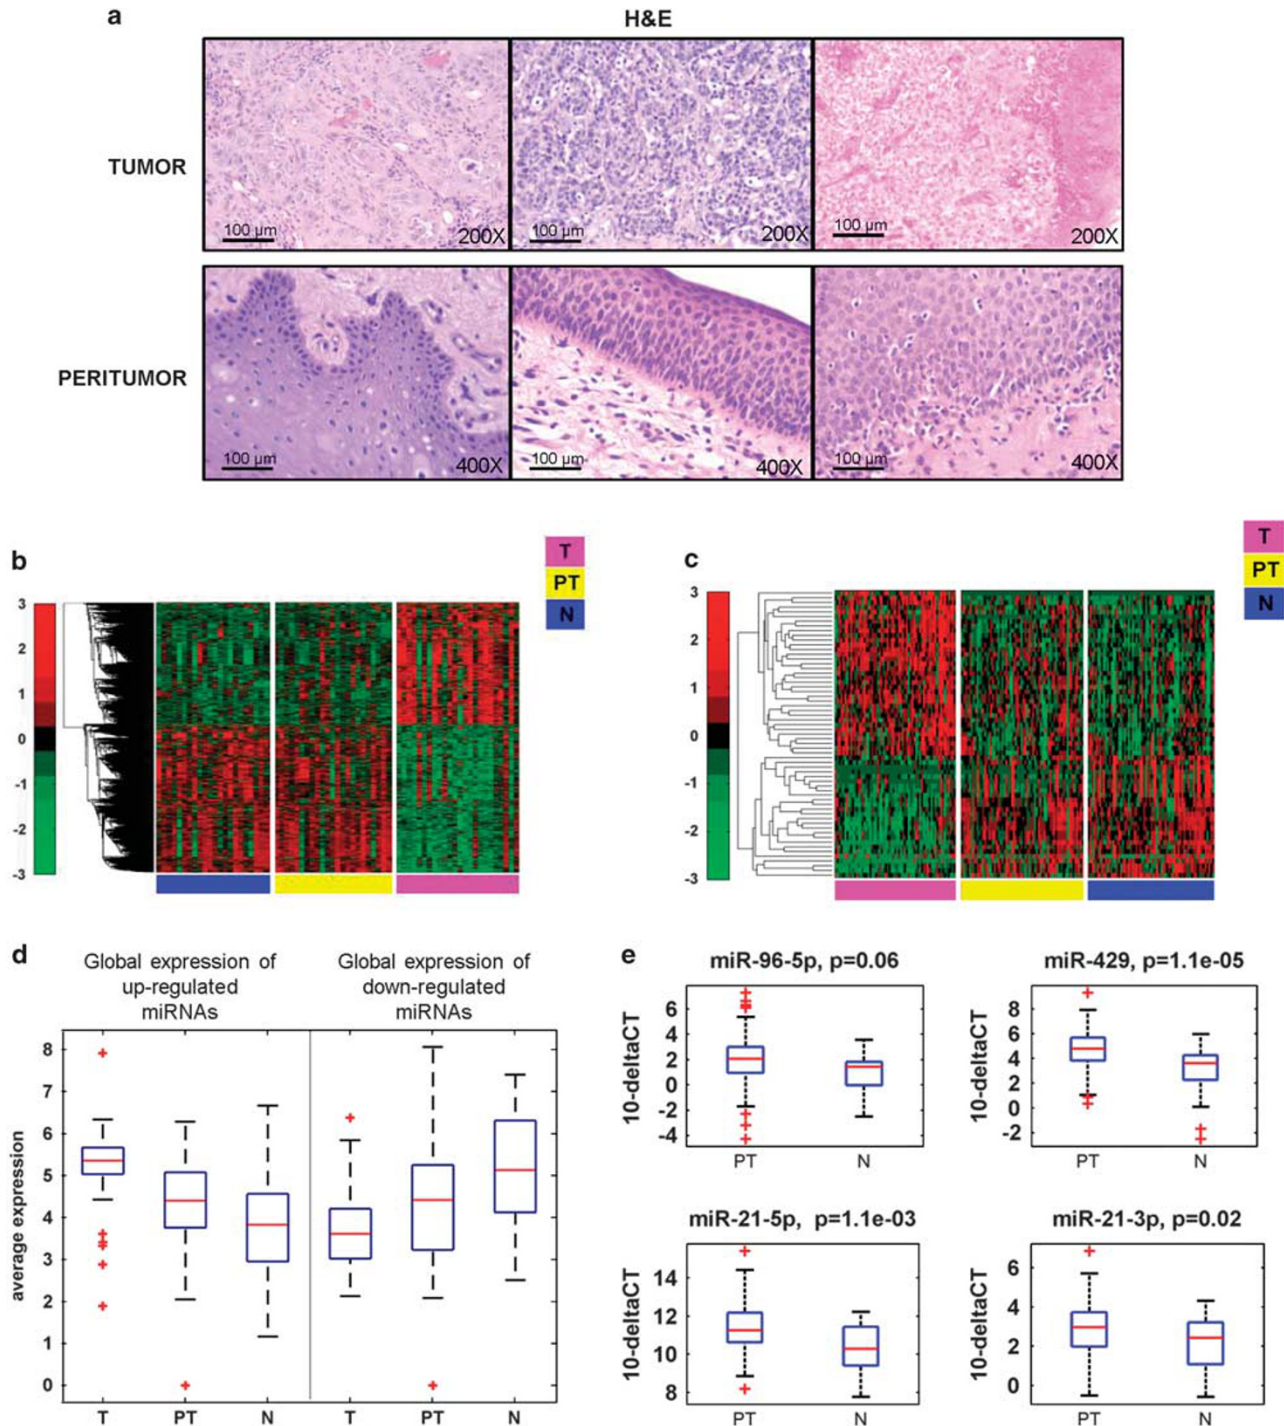 a
H&E
TUMOR
100 µm
200X
100 µm
200X
100 µm
200X
PERITUMOR
100 µm
400X
100 µm
400X
100 µm
400X
b
T
PT
N
3
2
1
0
-1
-2
-3
c
T
PT
N
3
2
1
0
-1
-2
-3
d
Global expression of
up-regulated
miRNAs
Global expression of
down-regulated
miRNAs
average expression
8
7
6
5
4
3
2
1
0
T
PT
N
T
PT
N
e
miR-96-5p, p=0.06
10-deltaCT
6
4
2
0
-2
-4
PT
N
miR-429, p=1.1e-05
10-deltaCT
8
6
4
2
0
-2
PT
N
miR-21-5p, p=1.1e-03
10-deltaCT
14
12
10
8
PT
N
miR-21-3p, p=0.02
10-deltaCT
6
4
2
0
PT
N